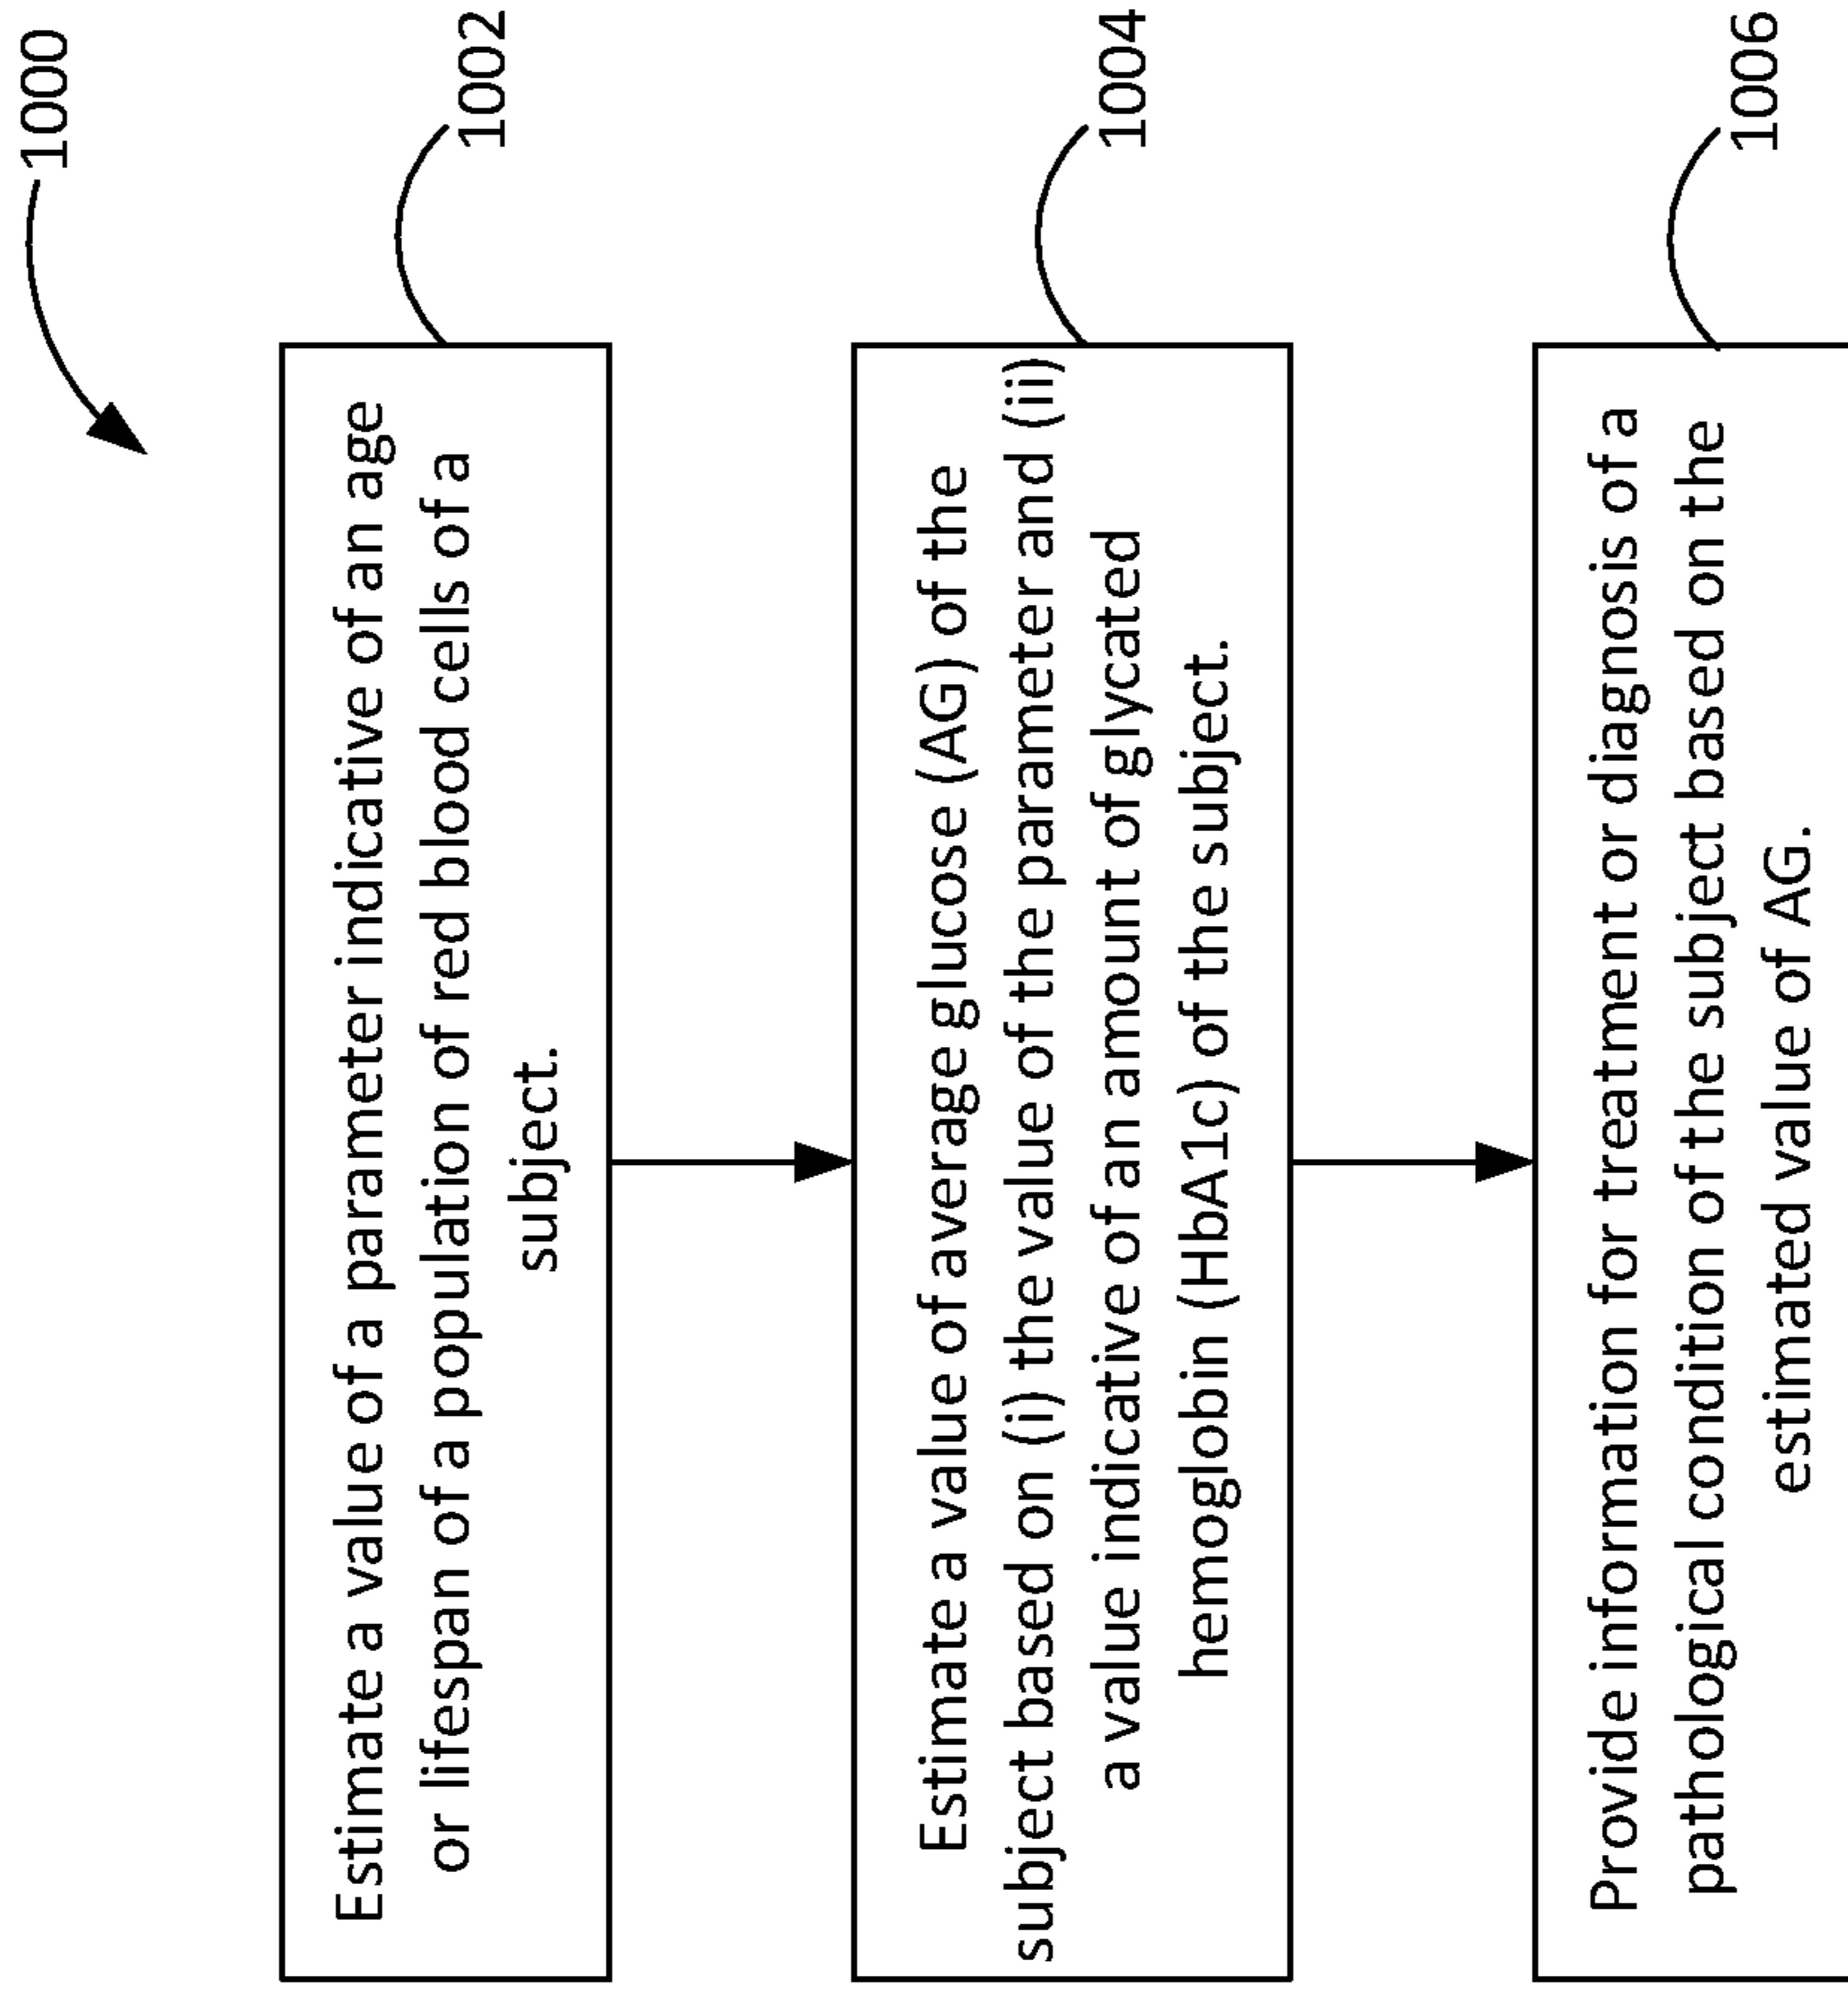 1000
Estimate a value of a parameter indicative of an age
or lifespan of a population of red blood cells of a
subject.
1002
Estimate a value of average glucose (AG) of the
subject based on (i) the value of the parameter and (ii)
a value indicative of an amount of glycated
hemoglobin (HbA1c) of the subject.
1004
Provide information for treatment or diagnosis of a
pathological condition of the subject based on the
estimated value of AG.
1006